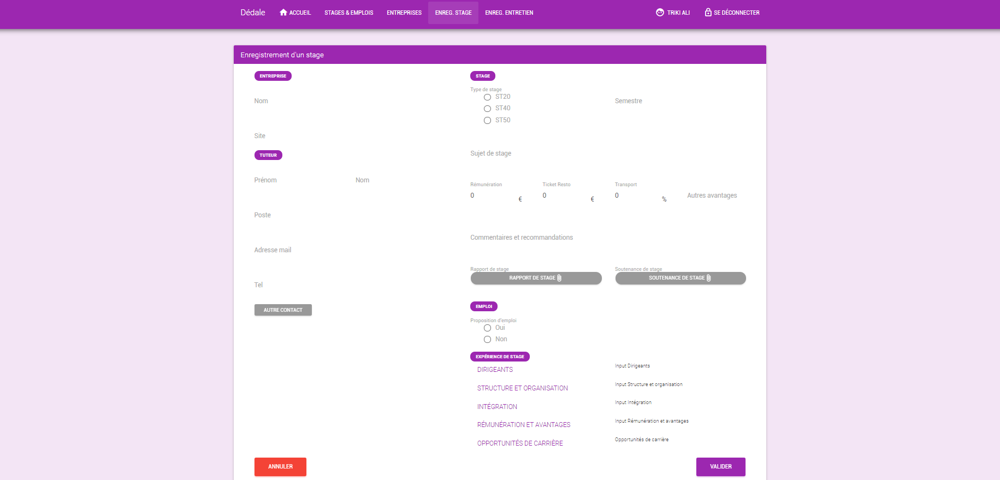 Dédale ACCUEIL STAGES & EMPLOIS ENTREPRISES ENREG. STAGE ENREG. ENTRETIEN TRIKI ALI SE DÉCONNECTER
Enregistrement d'un stage
ENTREPRISE
Nom
Site
TUTEUR
Prénom Nom
Poste
Adresse mail
Tel
AUTRE CONTACT
STAGE
Type de stage
ST20
ST40
ST50
Semestre
Sujet de stage
Rémunération Ticket Resto Transport
0 € 0 € 0 % Autres avantages
Commentaires et recommandations
Rapport de stage Soutenance de stage
RAPPORT DE STAGE SOUTENANCE DE STAGE
EMPLOI
Proposition d'emploi
Oui
Non
EXPÉRIENCE DE STAGE
DIRIGEANTS Input Dirigeants
STRUCTURE ET ORGANISATION Input Structure et organisation
INTÉGRATION Input Intégration
RÉMUNÉRATION ET AVANTAGES Input Rémunération et avantages
OPPORTUNITÉS DE CARRIÈRE Opportunités de carrière
ANNULER VALIDER